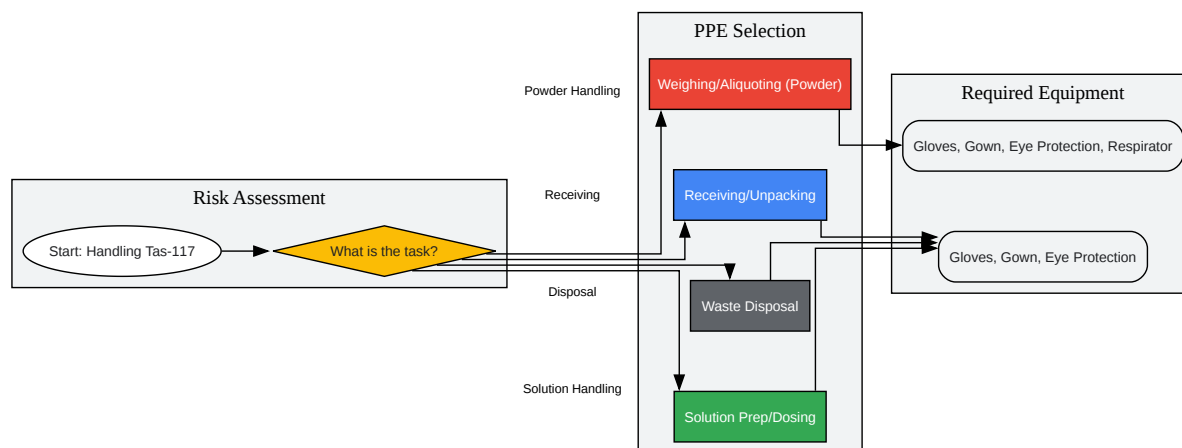 PPE Selection
Powder Handling
Weighing/Aliquoting (Powder)
Required Equipment
Gloves, Gown, Eye Protection, Respirator
Risk Assessment
Receiving
Receiving/Unpacking
Start: Handling Tas-117
What is the task?
Gloves, Gown, Eye Protection
Disposal
Waste Disposal
Solution Handling
Solution Prep/Dosing